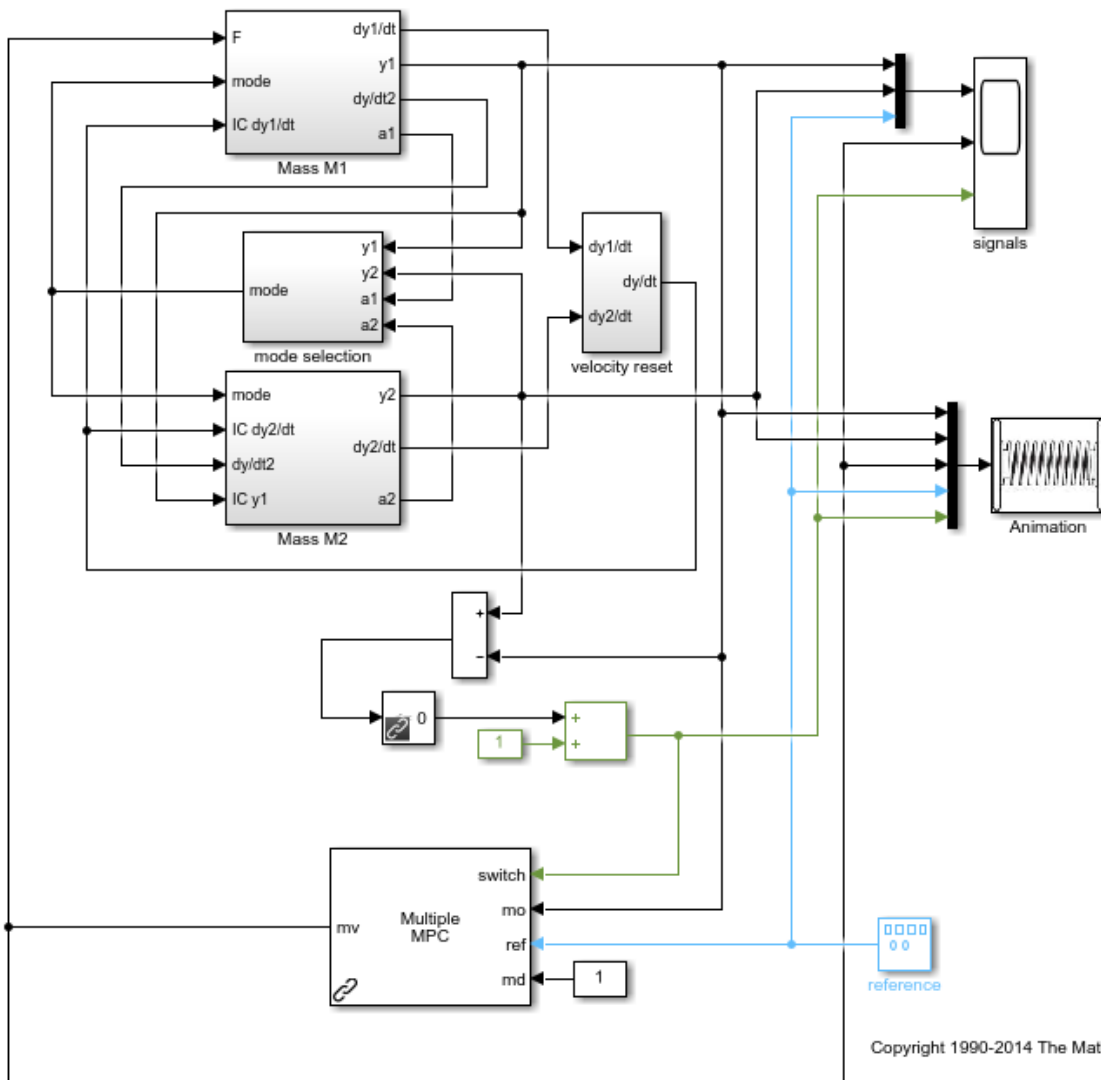 F
mode
IC dy1/dt
dy1/dt
y1
dy/dt2
a1
Mass M1
signals
mode
y1
y2
a1
a2
mode selection
dy1/dt
dy2/dt
dy/dt
velocity reset
mode
IC dy2/dt
dy/dt2
IC y1
y2
dy2/dt
a2
Mass M2
Animation
+
−
0
1
+
+
mv
Multiple
MPC
switch
mo
ref
md
1
0 0
reference
Copyright 1990-2014 The Mat